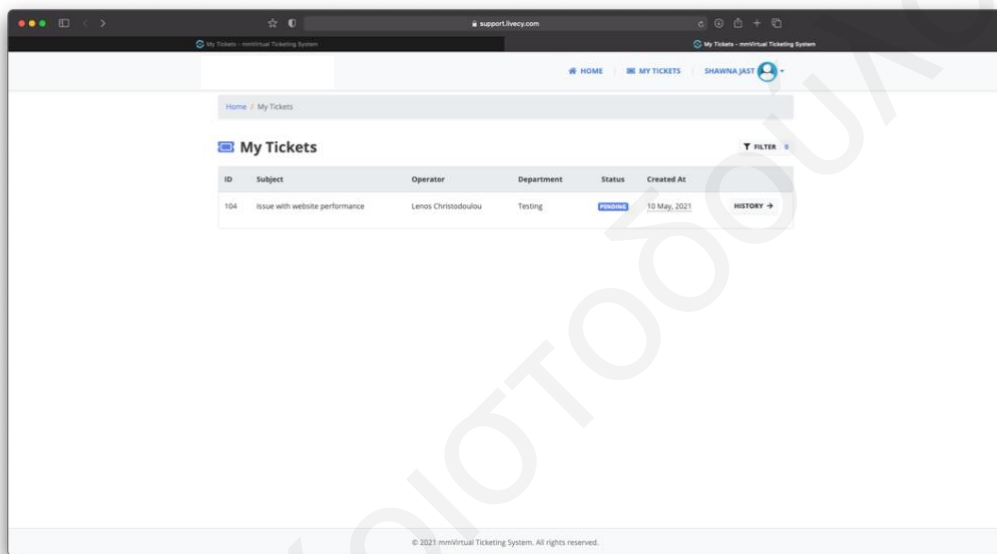 support.livecy.com
My Tickets - mmVirtual Ticketing System
My Tickets - mmVirtual Ticketing System
HOME MY TICKETS SHAWNA JAST
Home / My Tickets
My Tickets
FILTER 0
ID Subject Operator Department Status Created At
104 Issue with website performance Lenos Christodoulou Testing PENDING 10 May, 2021 HISTORY →
© 2021 mmVirtual Ticketing System. All rights reserved.